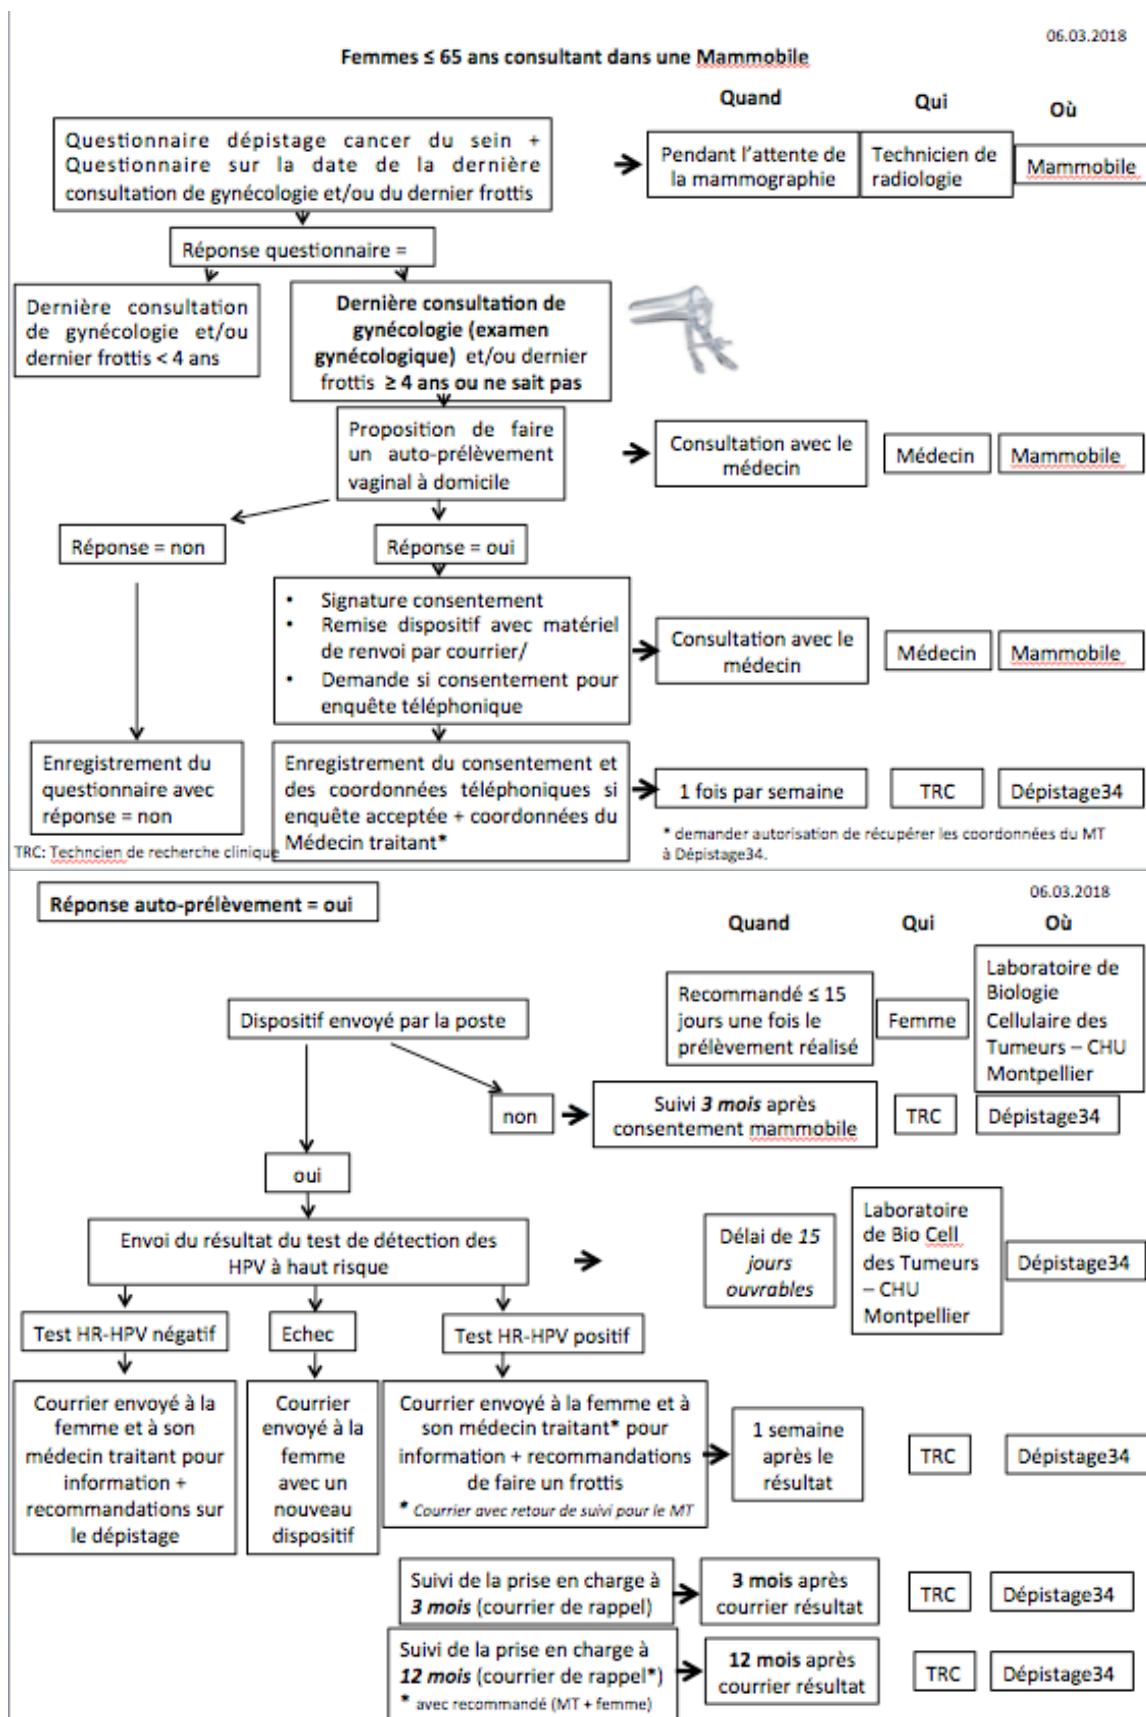 06.03.2018
Femmes ≤ 65 ans consultant dans une Mammobile
Quand
Qui
Où
Questionnaire dépistage cancer du sein +
Questionnaire sur la date de la dernière
consultation de gynécologie et/ou du dernier frottis
Pendant l'attente de
la mammographie
Technicien de
radiologie
Mammobile
Réponse questionnaire =
Dernière consultation
de gynécologie et/ou
dernier frottis < 4 ans
Dernière consultation de
gynécologie (examen
gynécologique) et/ou dernier
frottis ≥ 4 ans ou ne sait pas
Proposition de faire
un auto-prélèvement
vaginal à domicile
Consultation avec le
médecin
Médecin
Mammobile
Réponse = non
Réponse = oui
• Signature consentement
• Remise dispositif avec matériel
de renvoi par courrier/
• Demande si consentement pour
enquête téléphonique
Consultation avec le
médecin
Médecin
Mammobile
Enregistrement du
questionnaire avec
réponse = non
Enregistrement du consentement et
des coordonnées téléphoniques si
enquête acceptée + coordonnées du
Médecin traitant*
1 fois par semaine
TRC
Dépistage34
TRC: Techncien de recherche clinique
* demander autorisation de récupérer les coordonnées du MT
à Dépistage34.
06.03.2018
Réponse auto-prélèvement = oui
Quand
Qui
Où
Dispositif envoyé par la poste
Recommandé ≤ 15
jours une fois le
prélèvement réalisé
Femme
Laboratoire de
Biologie
Cellulaire des
Tumeurs – CHU
Montpellier
non
Suivi 3 mois après
consentement mammobile
TRC
Dépistage34
oui
Envoi du résultat du test de détection des
HPV à haut risque
Délai de 15
jours
ouvrables
Laboratoire
de Bio Cell
des Tumeurs
– CHU
Montpellier
Dépistage34
Test HR-HPV négatif
Echec
Test HR-HPV positif
Courrier envoyé à la
femme et à son
médecin traitant pour
information +
recommandations sur
le dépistage
Courrier
envoyé à la
femme
avec un
nouveau
dispositif
Courrier envoyé à la femme et à
son médecin traitant* pour
information + recommandations
de faire un frottis
* Courrier avec retour de suivi pour le MT
1 semaine
après le
résultat
TRC
Dépistage34
Suivi de la prise en charge à
3 mois (courrier de rappel)
3 mois après
courrier résultat
TRC
Dépistage34
Suivi de la prise en charge à
12 mois (courrier de rappel*)
* avec recommandé (MT + femme)
12 mois après
courrier résultat
TRC
Dépistage34